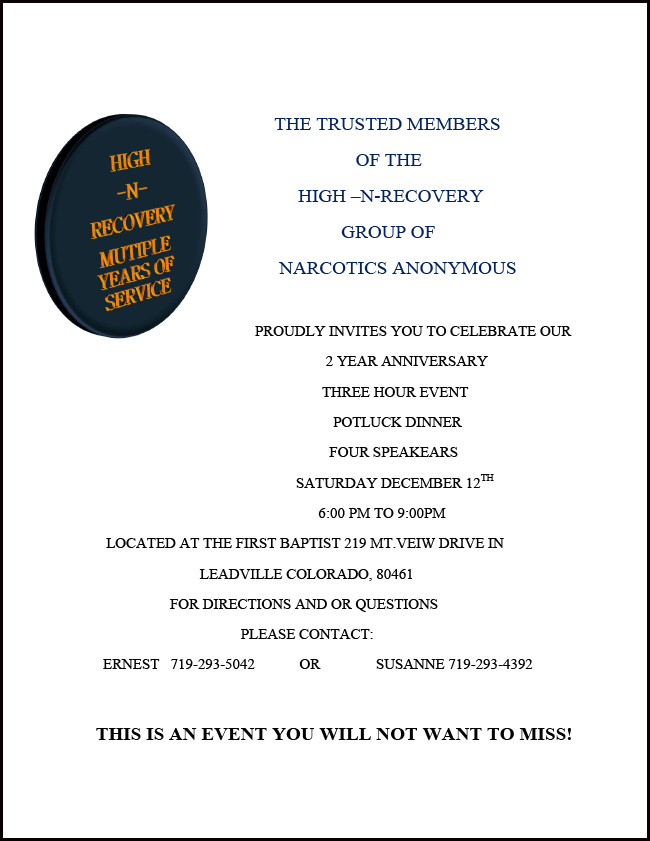 HIGH
–N–
RECOVERY
MUTIPLE
YEARS OF
SERVICE
THE TRUSTED MEMBERS
OF THE
HIGH –N-RECOVERY
GROUP OF
NARCOTICS ANONYMOUS
PROUDLY INVITES YOU TO CELEBRATE OUR
2 YEAR ANNIVERSARY
THREE HOUR EVENT
POTLUCK DINNER
FOUR SPEAKEARS
SATURDAY DECEMBER 12TH
6:00 PM TO 9:00PM
LOCATED AT THE FIRST BAPTIST 219 MT.VEIW DRIVE IN
LEADVILLE COLORADO, 80461
FOR DIRECTIONS AND OR QUESTIONS
PLEASE CONTACT:
ERNEST 719-293-5042 OR SUSANNE 719-293-4392
THIS IS AN EVENT YOU WILL NOT WANT TO MISS!